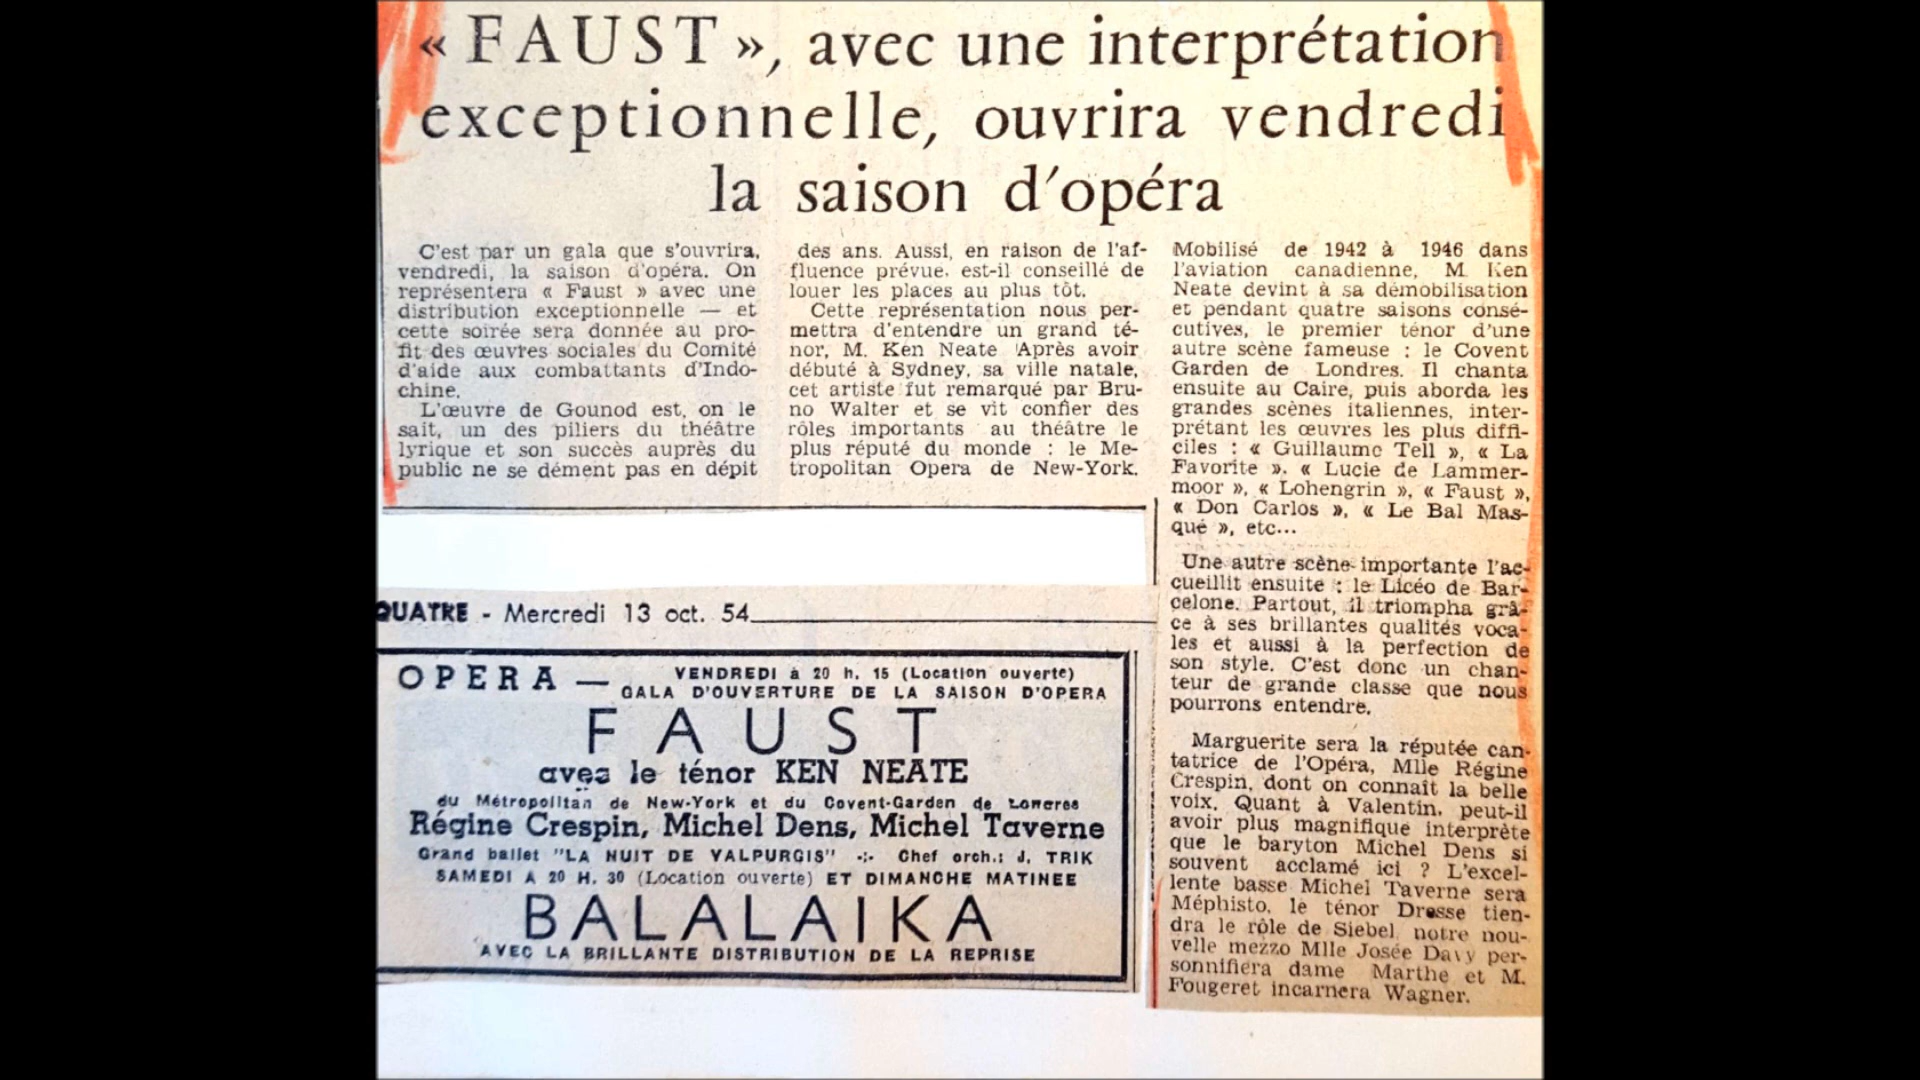 « FAUST », avec une interprétation
exceptionnelle, ouvrira vendredi
la saison d'opéra
C'est par un gala que s'ouvrira,
vendredi, la saison d'opéra. On
représentera « Faust » avec une
distribution exceptionnelle — et
cette soirée sera donnée au pro-
fit des œuvres sociales du Comité
d'aide aux combattants d'Indo-
chine.
L'œuvre de Gounod est, on le
sait, un des piliers du théâtre
lyrique et son succès auprès du
public ne se dément pas en dépit
des ans. Aussi, en raison de l'af-
fluence prévue, est-il conseillé de
louer les places au plus tôt.
Cette représentation nous per-
mettra d'entendre un grand té-
nor, M. Ken Neate Après avoir
débuté à Sydney, sa ville natale,
cet artiste fut remarqué par Bru-
no Walter et se vit confier des
rôles importants au théâtre le
plus réputé du monde : le Me-
tropolitan Opera de New-York.
Mobilisé de 1942 à 1946 dans
l'aviation canadienne, M. Ken
Neate devint à sa démobilisation
et pendant quatre saisons consé-
cutives, le premier ténor d'une
autre scène fameuse : le Covent
Garden de Londres. Il chanta
ensuite au Caire, puis aborda les
grandes scènes italiennes, inter-
prétant les œuvres les plus diffi-
ciles : « Guillaume Tell », « La
Favorite », « Lucie de Lammer-
moor », « Lohengrin », « Faust »,
« Don Carlos », « Le Bal Mas-
qué », etc...
Une autre scène importante l'ac-
cueillit ensuite : le Licéo de Bar-
celone. Partout, il triompha grâ-
ce à ses brillantes qualités voca-
les et aussi à la perfection de
son style. C'est donc un chan-
teur de grande classe que nous
pourrons entendre.
Marguerite sera la réputée can-
tatrice de l'Opéra, Mlle Régine
Crespin, dont on connaît la belle
voix. Quant à Valentin, peut-il
avoir plus magnifique interprète
que le baryton Michel Dens si
souvent acclamé ici ? L'excel-
lente basse Michel Taverne sera
Méphisto, le ténor Dresse tien-
dra le rôle de Siebel, notre nou-
velle mezzo Mlle Josée Davy per-
sonnifiera dame Marthe et M.
Fougeret incarnera Wagner.
QUATRE - Mercredi 13 oct. 54
OPERA — VENDREDI à 20 h. 15 (Location ouverte)
GALA D'OUVERTURE DE LA SAISON D'OPERA
FAUST
avec le ténor KEN NEATE
du Métropolitan de New-York et du Covent-Garden de Londres
Régine Crespin, Michel Dens, Michel Taverne
Grand ballet "LA NUIT DE VALPURGIS" -:- Chef orch.: J. TRIK
SAMEDI A 20 H. 30 (Location ouverte) ET DIMANCHE MATINEE
BALALAIKA
AVEC LA BRILLANTE DISTRIBUTION DE LA REPRISE